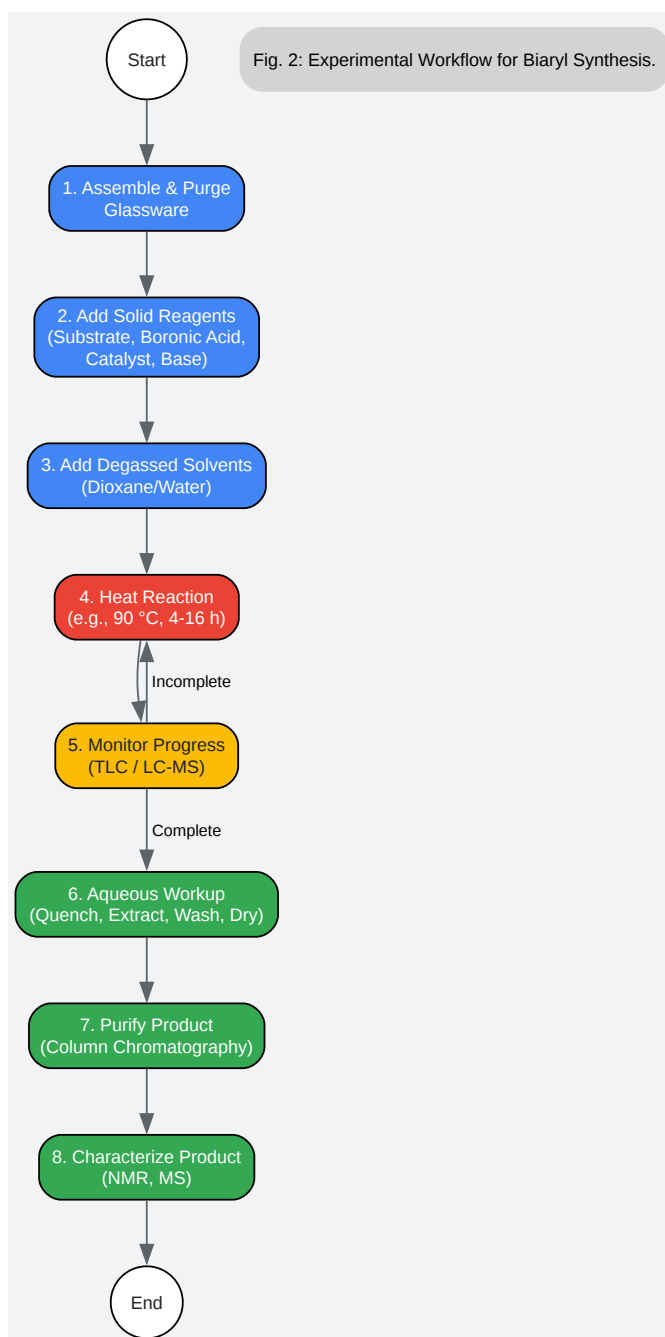 Start
Fig. 2: Experimental Workflow for Biaryl Synthesis.
1. Assemble & Purge
Glassware
2. Add Solid Reagents
(Substrate, Boronic Acid,
Catalyst, Base)
3. Add Degassed Solvents
(Dioxane/Water)
4. Heat Reaction
(e.g., 90 °C, 4-16 h)
Incomplete
5. Monitor Progress
(TLC / LC-MS)
Complete
6. Aqueous Workup
(Quench, Extract, Wash, Dry)
7. Purify Product
(Column Chromatography)
8. Characterize Product
(NMR, MS)
End